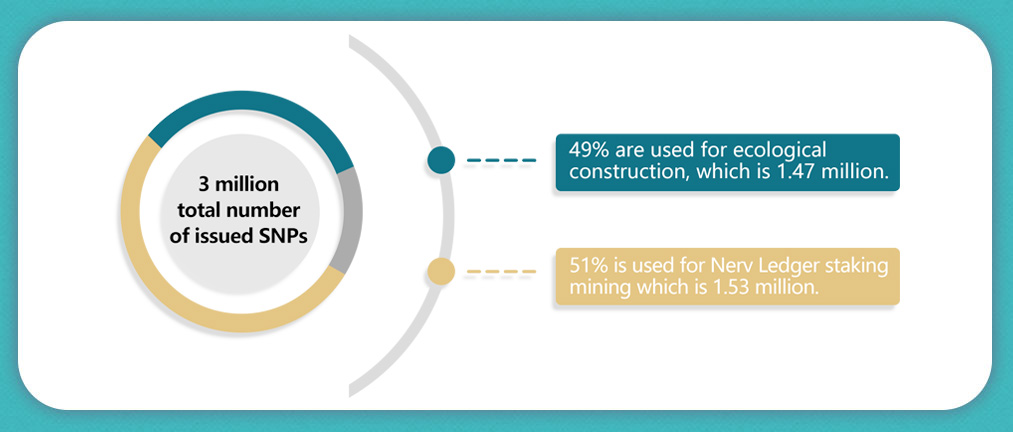 3 million
total number
of issued SNPs
49% are used for ecological
construction, which is 1.47 million.
51% is used for Nerv Ledger staking
mining which is 1.53 million.